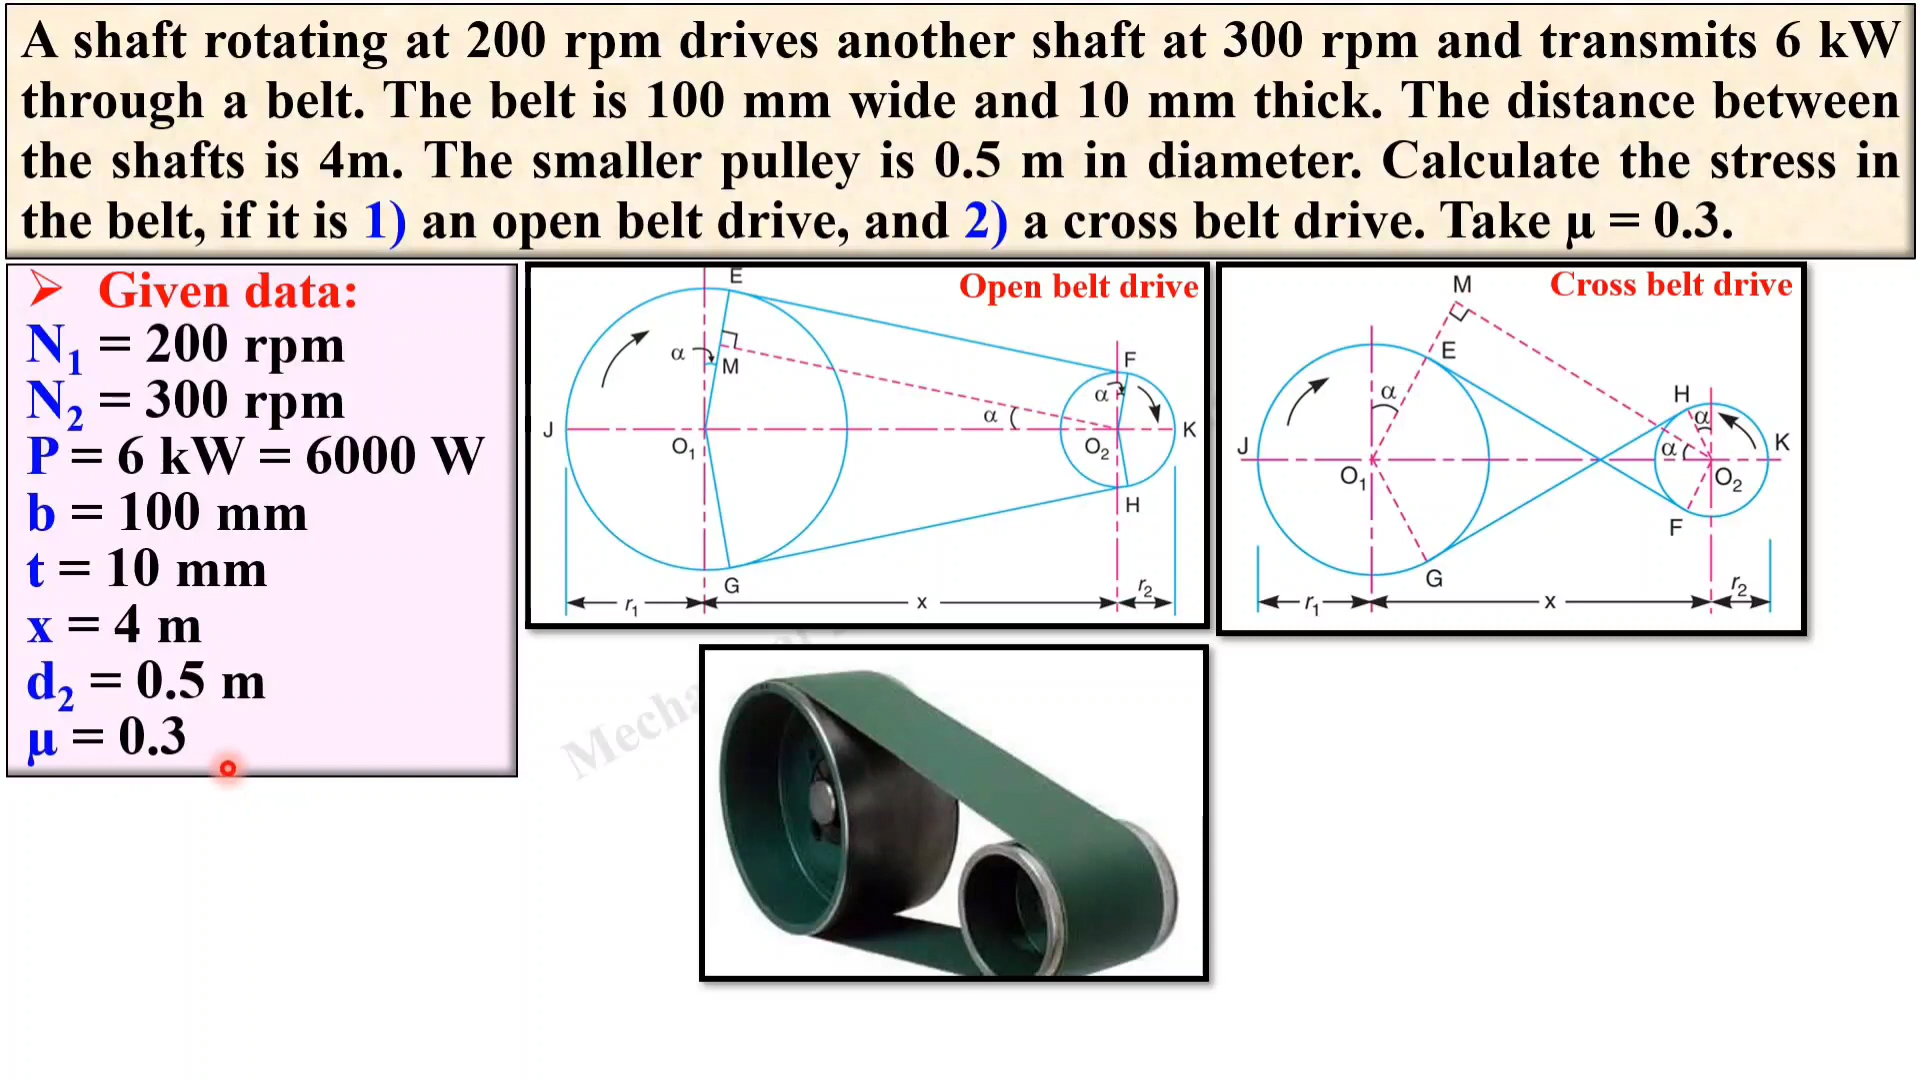 A shaft rotating at 200 rpm drives another shaft at 300 rpm and transmits 6 kW
through a belt. The belt is 100 mm wide and 10 mm thick. The distance between
the shafts is 4m. The smaller pulley is 0.5 m in diameter. Calculate the stress in
the belt, if it is 1) an open belt drive, and 2) a cross belt drive. Take μ = 0.3.
➢ Given data:
N₁ = 200 rpm
N₂ = 300 rpm
P = 6 kW = 6000 W
b = 100 mm
t = 10 mm
x = 4 m
d₂ = 0.5 m
μ = 0.3
Open belt drive
E
α
M
F
α
α
J
O₁
O₂
K
H
G
r₁
x
r₂
Cross belt drive
M
E
α
H
α
J
α
K
O₁
O₂
F
G
r₁
x
r₂